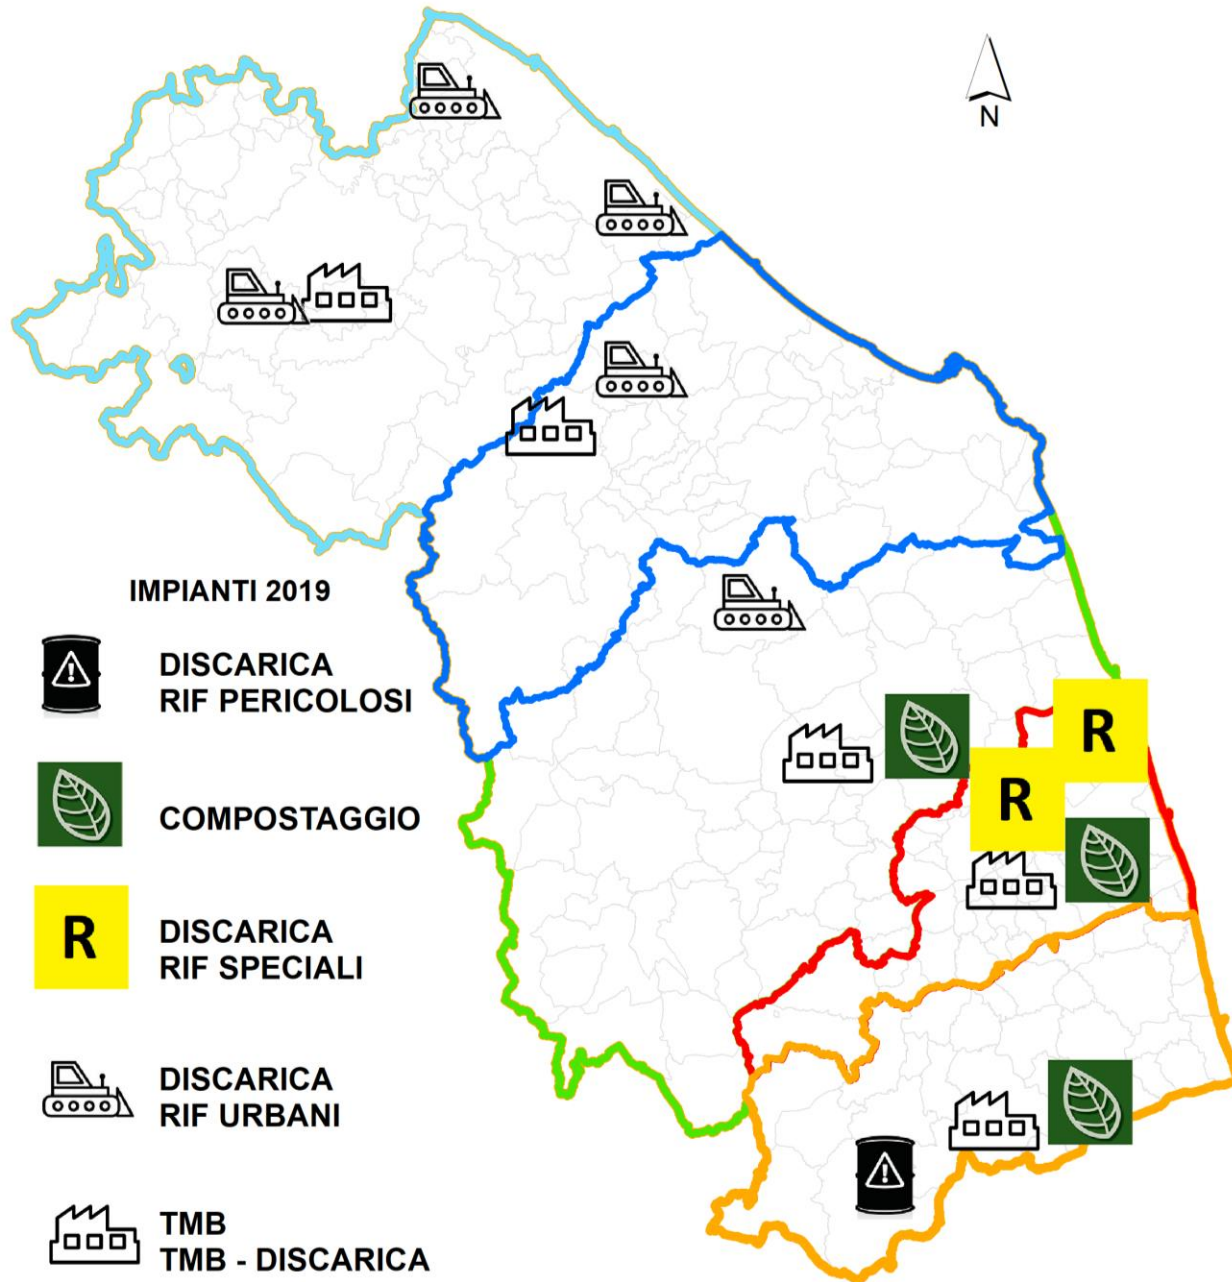 N
IMPIANTI 2019
DISCARICA
RIF PERICOLOSI
COMPOSTAGGIO
R
DISCARICA
RIF SPECIALI
DISCARICA
RIF URBANI
TMB
TMB - DISCARICA
R
R